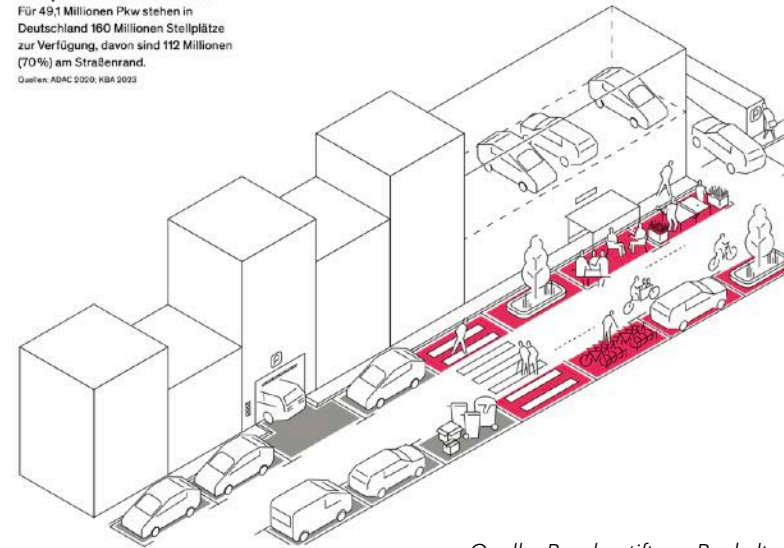 Für 49,1 Millionen Pkw stehen in
Deutschland 160 Millionen Stellplätze
zur Verfügung, davon sind 112 Millionen
(70%) am Straßenrand.
Quellen: ADAC 2020; KBA 2023
P
P